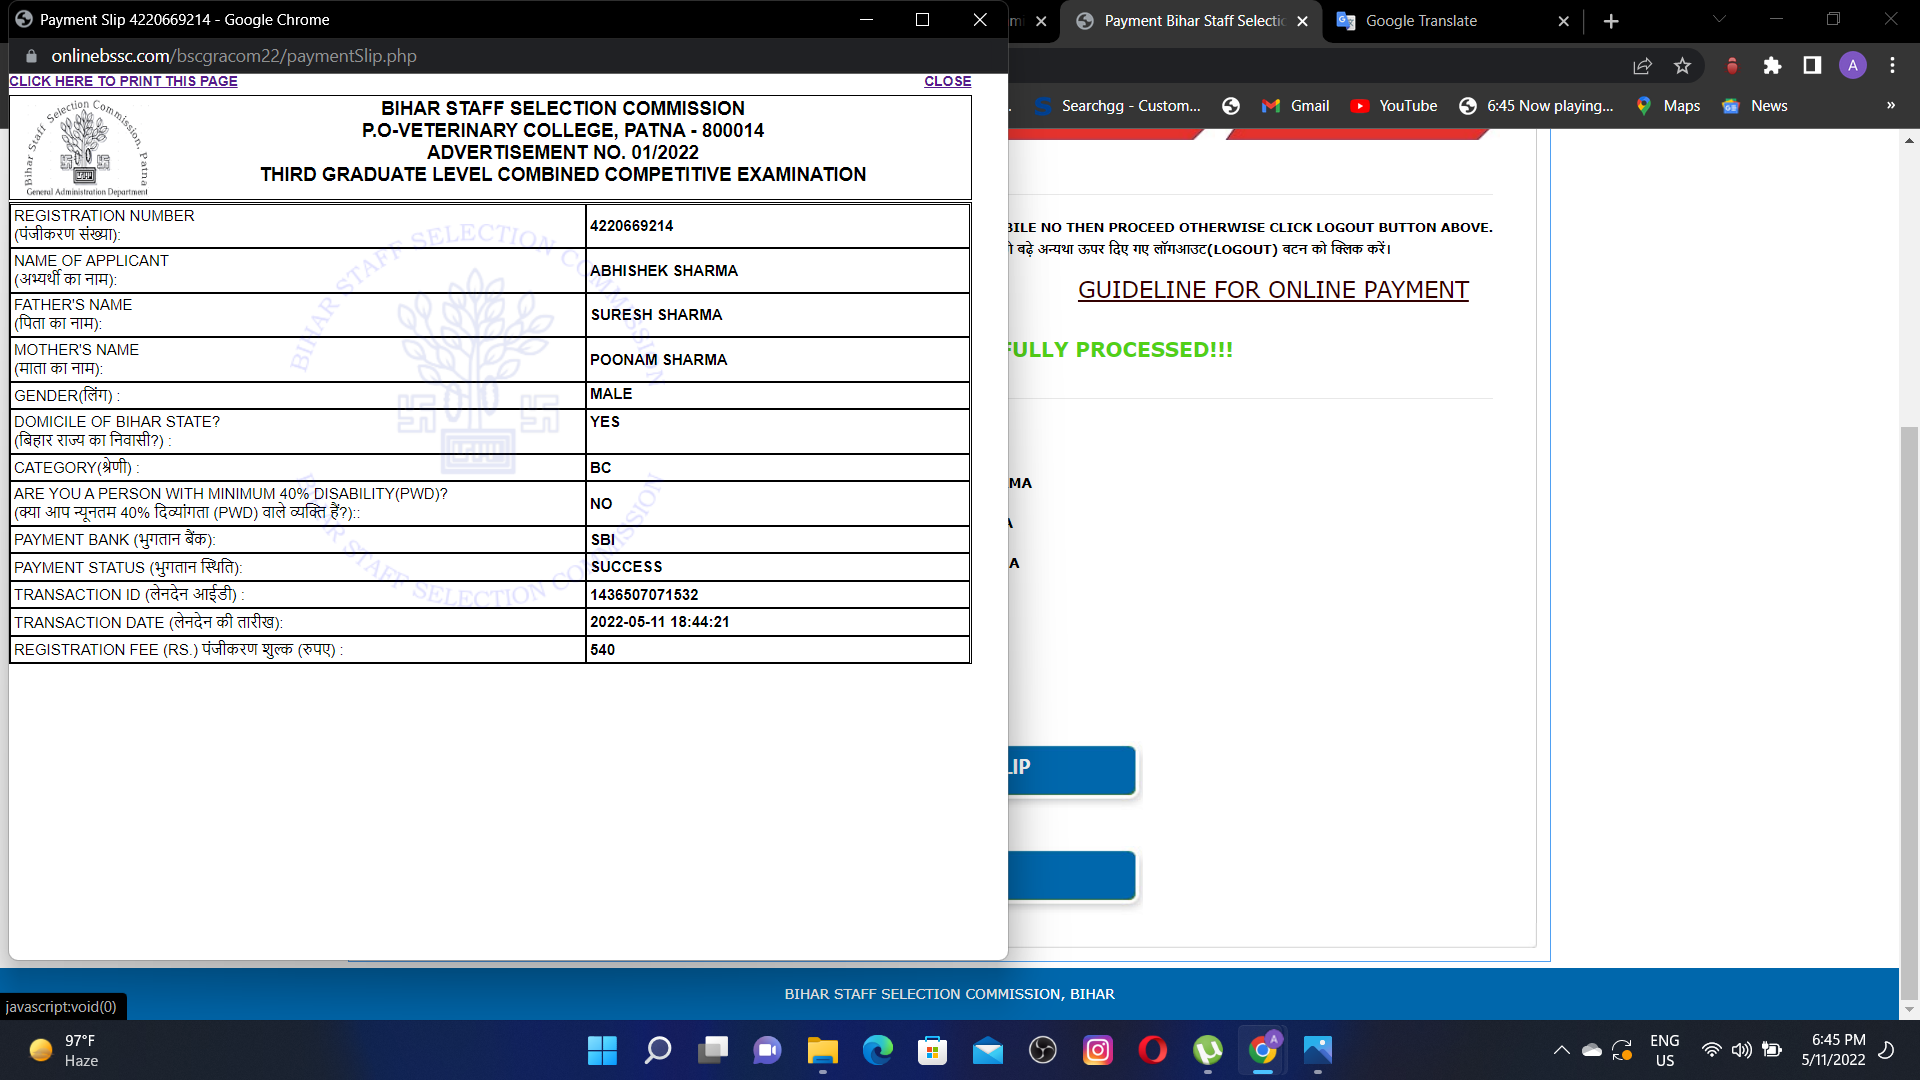 Payment Slip 4220669214 - Google Chrome
Payment Bihar Staff Selectio
Google Translate
onlinebssc.com/bscgracom22/paymentSlip.php
A
Searchgg - Custom...
Gmail
YouTube
6:45 Now playing...
Maps
News
»
CLICK HERE TO PRINT THIS PAGE
CLOSE
Bihar Staff Selection Commission, Patna
General Administration Department
BIHAR STAFF SELECTION COMMISSION
P.O-VETERINARY COLLEGE, PATNA - 800014
ADVERTISEMENT NO. 01/2022
THIRD GRADUATE LEVEL COMBINED COMPETITIVE EXAMINATION
REGISTRATION NUMBER
(पंजीकरण संख्या):
4220669214
NAME OF APPLICANT
(अभ्यर्थी का नाम):
ABHISHEK SHARMA
FATHER'S NAME
(पिता का नाम):
SURESH SHARMA
MOTHER'S NAME
(माता का नाम):
POONAM SHARMA
GENDER(लिंग) :
MALE
DOMICILE OF BIHAR STATE?
(बिहार राज्य का निवासी?) :
YES
CATEGORY(श्रेणी) :
BC
ARE YOU A PERSON WITH MINIMUM 40% DISABILITY(PWD)?
(क्या आप न्यूनतम 40% दिव्यांगता (PWD) वाले व्यक्ति हैं?)::
NO
PAYMENT BANK (भुगतान बैंक):
SBI
PAYMENT STATUS (भुगतान स्थिति):
SUCCESS
TRANSACTION ID (लेनदेन आईडी) :
1436507071532
TRANSACTION DATE (लेनदेन की तारीख):
2022-05-11 18:44:21
REGISTRATION FEE (RS.) पंजीकरण शुल्क (रुपए) :
540
BIHAR STAFF SELECTION COMMISSION
BIHAR STAFF SELECTION COMMISSION
BILE NO THEN PROCEED OTHERWISE CLICK LOGOUT BUTTON ABOVE.
बढ़े अन्यथा ऊपर दिए गए लॉगआउट(LOGOUT) बटन को क्लिक करें।
GUIDELINE FOR ONLINE PAYMENT
FULLY PROCESSED!!!
MA
A
A
LIP
BIHAR STAFF SELECTION COMMISSION, BIHAR
javascript:void(0)
97°F
Haze
A
ENG
US
6:45 PM
5/11/2022